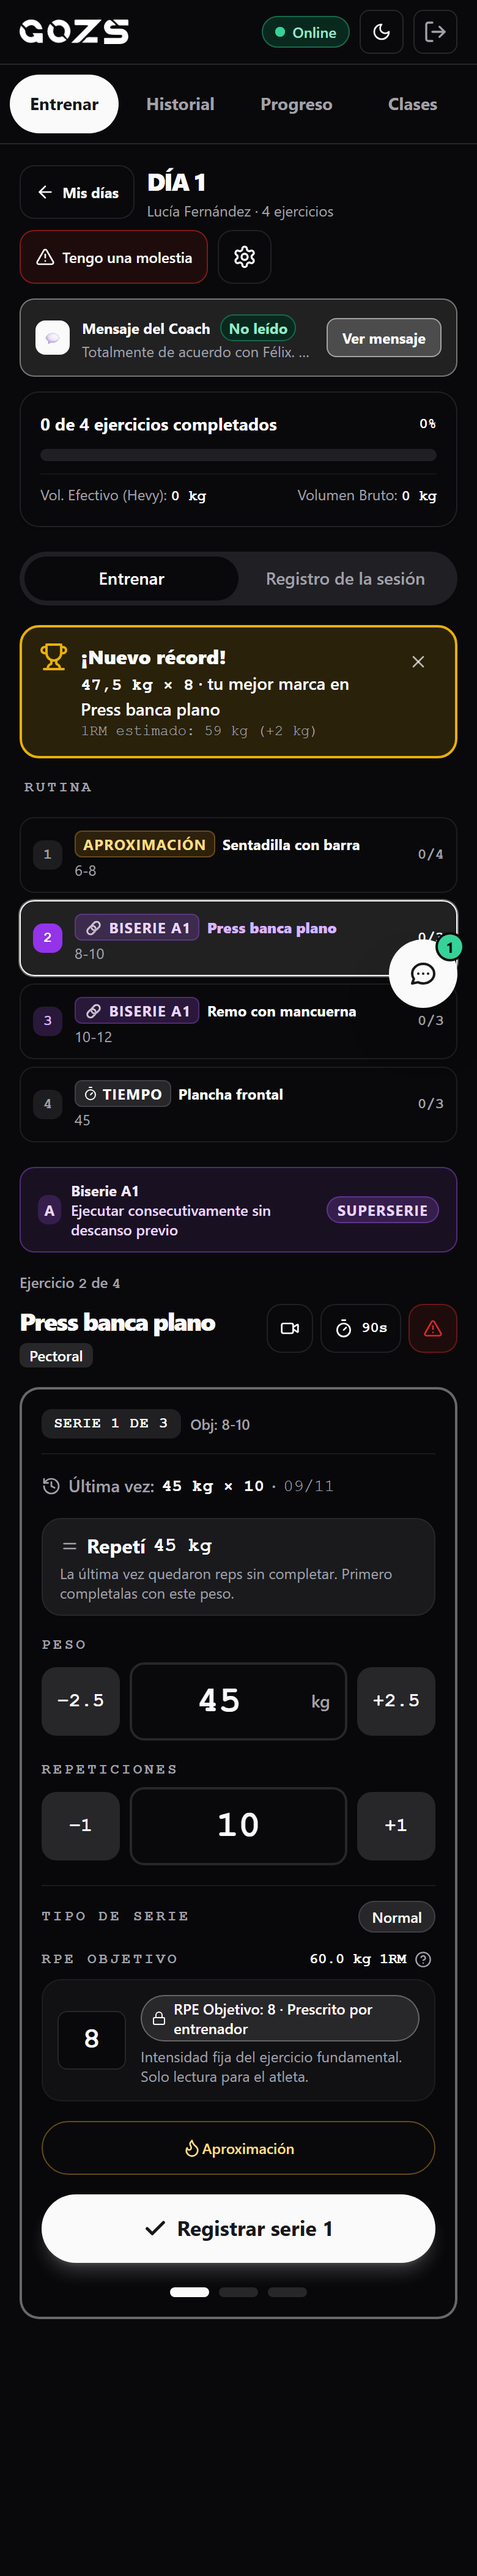 GOZS
Online
Entrenar
Historial
Progreso
Clases
Mis días
DÍA 1
Lucía Fernández · 4 ejercicios
Tengo una molestia
Mensaje del Coach
No leído
Totalmente de acuerdo con Félix. ...
Ver mensaje
0 de 4 ejercicios completados
0%
Vol. Efectivo (Hevy): 0 kg
Volumen Bruto: 0 kg
Entrenar
Registro de la sesión
¡Nuevo récord!
47,5 kg × 8 · tu mejor marca en
Press banca plano
1RM estimado: 59 kg (+2 kg)
RUTINA
1
APROXIMACIÓN
Sentadilla con barra
6-8
0/4
2
BISERIE A1
Press banca plano
8-10
1
3
BISERIE A1
Remo con mancuerna
10-12
0/3
4
TIEMPO
Plancha frontal
45
0/3
A
Biserie A1
Ejecutar consecutivamente sin
descanso previo
SUPERSERIE
Ejercicio 2 de 4
Press banca plano
90s
Pectoral
SERIE 1 DE 3
Obj: 8-10
Última vez: 45 kg × 10 · 09/11
Repetí 45 kg
La última vez quedaron reps sin completar. Primero
completalas con este peso.
PESO
−2.5
45
kg
+2.5
REPETICIONES
−1
10
+1
TIPO DE SERIE
Normal
RPE OBJETIVO
60.0 kg 1RM
8
RPE Objetivo: 8 · Prescrito por
entrenador
Intensidad fija del ejercicio fundamental.
Solo lectura para el atleta.
Aproximación
Registrar serie 1